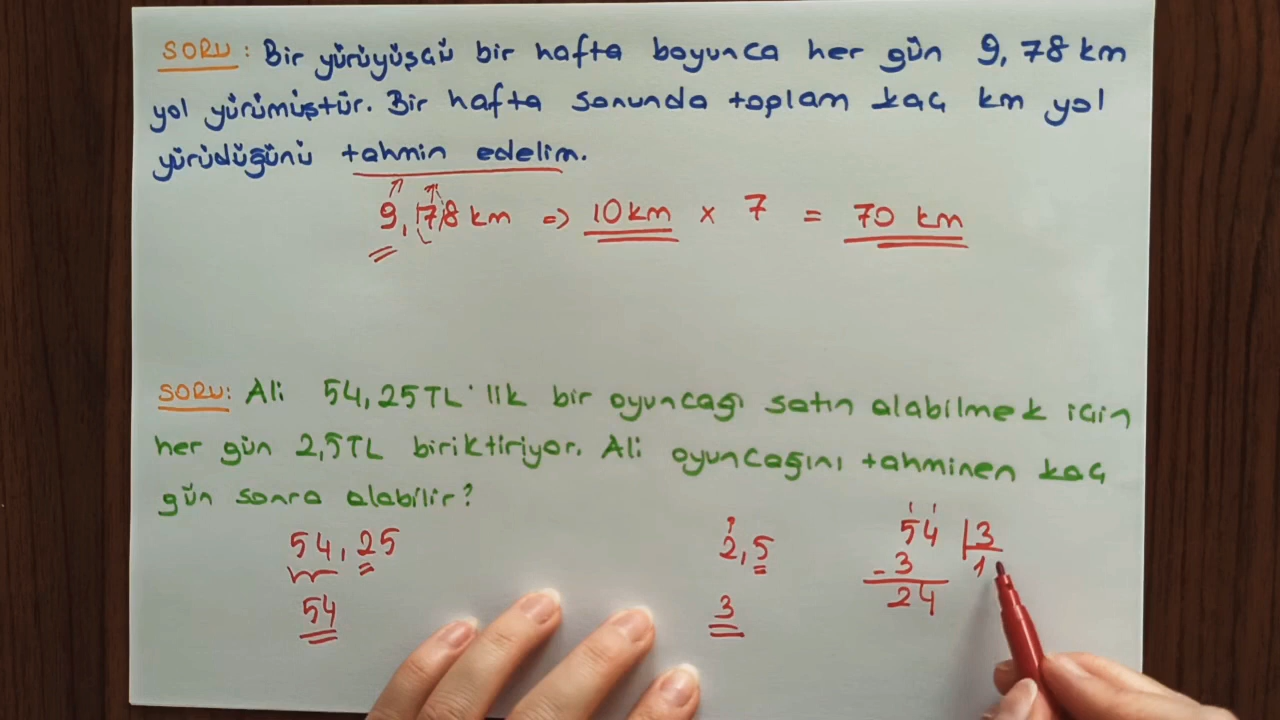 SORU: Bir yürüyüşcü bir hafta boyunca her gün 9,78 km
yol yürümüştür. Bir hafta sonunda toplam kaç km yol
yürüdüğünü tahmin edelim.
9,78 km => 10 km x 7 = 70 km
SORU: Ali 54,25 TL'lik bir oyuncağı satın alabilmek için
her gün 2,5 TL biriktiriyor. Ali oyuncağını tahminen kaç
gün sonra alabilir?
54,25
54
2,5
3
54 3
- 3 1
24